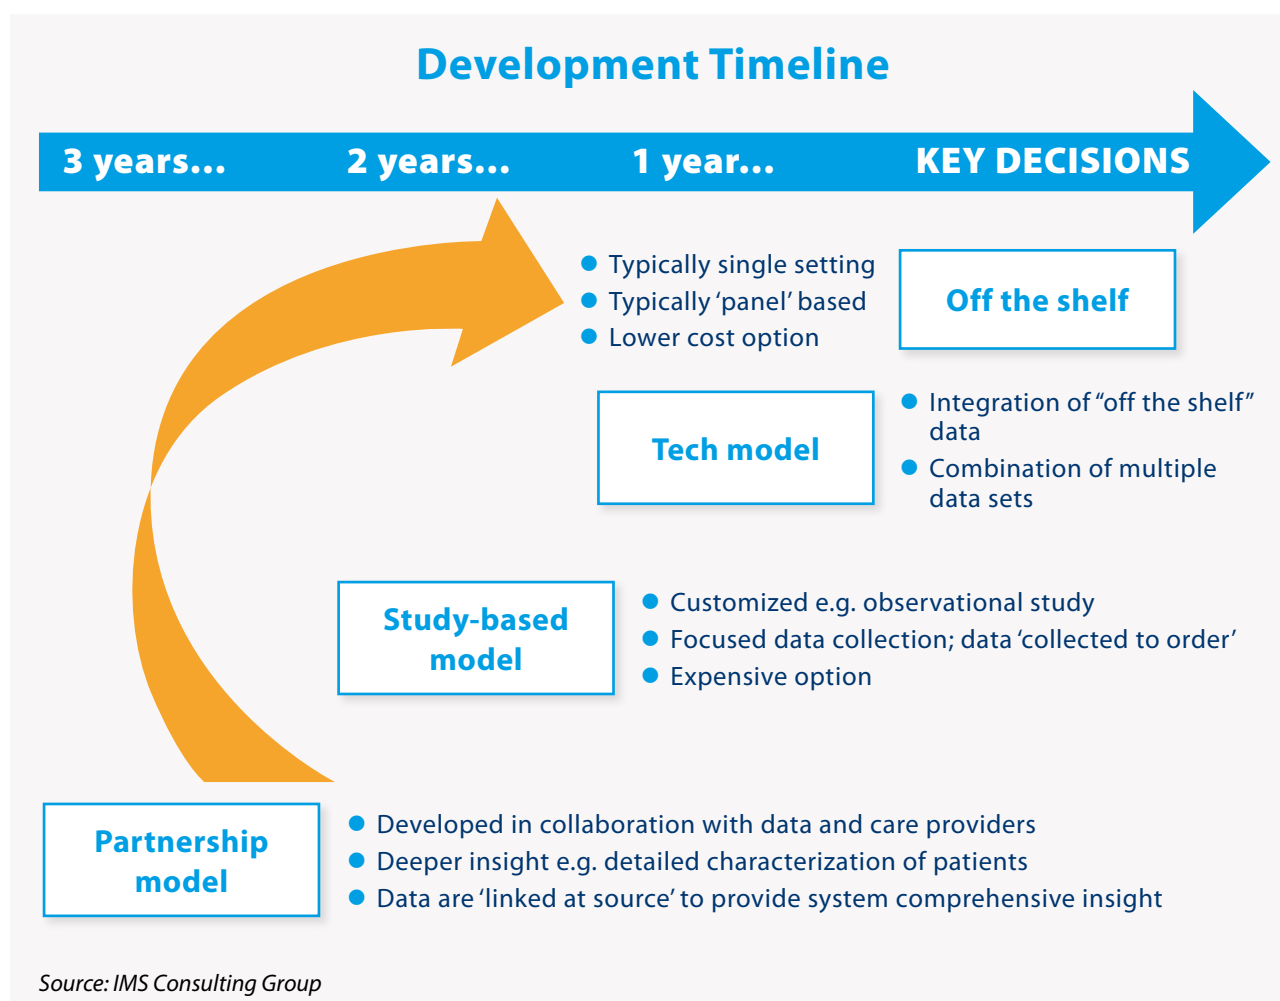 Development Timeline
3 years... 2 years... 1 year... KEY DECISIONS
● Typically single setting
● Typically ‘panel’ based
● Lower cost option
Off the shelf
Tech model
● Integration of “off the shelf”
data
● Combination of multiple
data sets
Study-based
model
● Customized e.g. observational study
● Focused data collection; data ‘collected to order’
● Expensive option
Partnership
model
● Developed in collaboration with data and care providers
● Deeper insight e.g. detailed characterization of patients
● Data are ‘linked at source’ to provide system comprehensive insight
Source: IMS Consulting Group